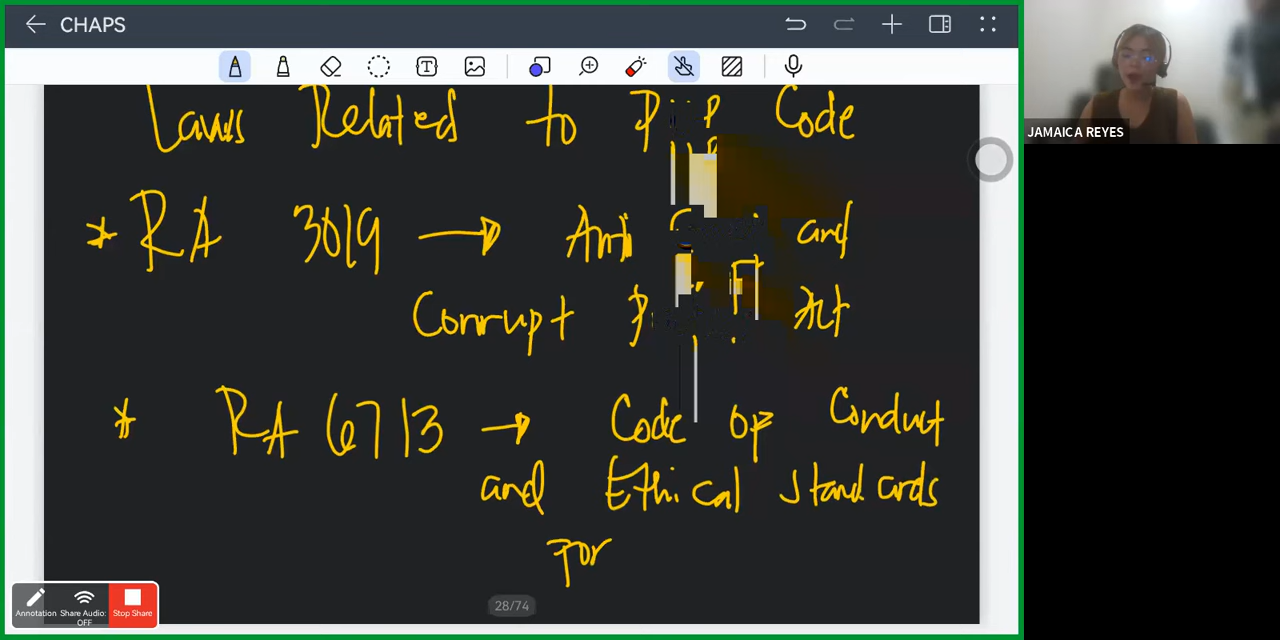 CHAPS
JAMAICA REYES
Laws Related to P P P Code
* RA 3019 → Anti and
Corrupt Act
* RA 6713 → Code of Conduct
and Ethical Standards
for
28/74
Annotation
Share Audio: OFF
Stop Share